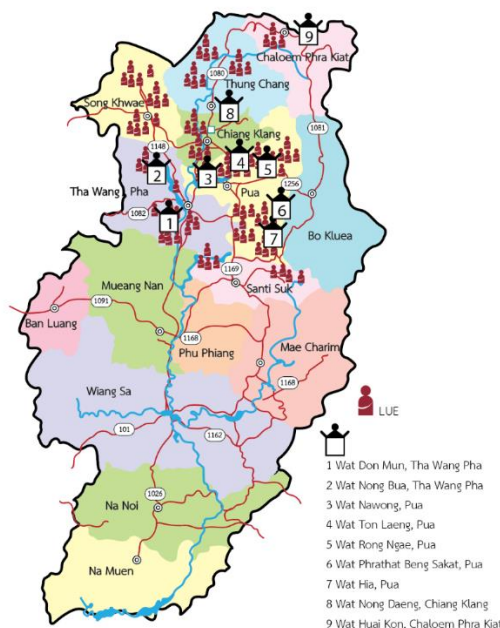 9
Chaloem Phra Kiat
1080
Thung Chang
Song Khwae
8
1081
Chiang Klang
1148
4
5
2
3
Tha Wang Pha
Pua
1256
6
1082
1
7
Bo Kluea
1169
Mueang Nan
Santi Suk
1091
Ban Luang
1168
Phu Phiang
Mae Charim
Wiang Sa
1168
LUE
101
1162
1 Wat Don Mun, Tha Wang Pha
2 Wat Nong Bua, Tha Wang Pha
1026
3 Wat Nawong, Pua
Na Noi
4 Wat Ton Laeng, Pua
5 Wat Rong Ngae, Pua
6 Wat Phrathat Beng Sakat, Pua
Na Muen
7 Wat Hia, Pua
8 Wat Nong Daeng, Chiang Klang
9 Wat Huai Kon, Chaloem Phra Kiat